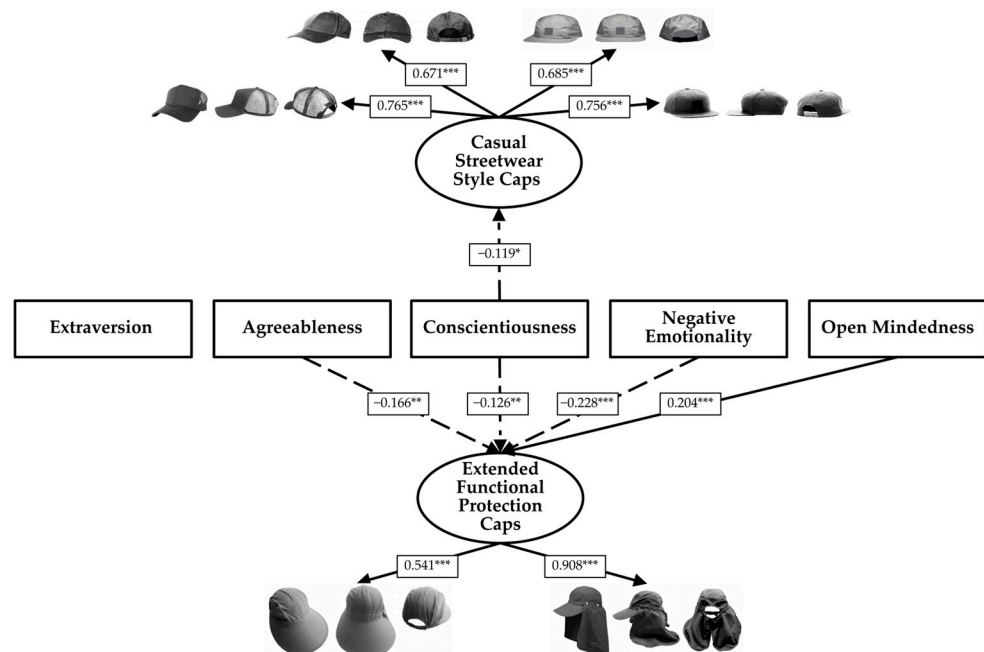 0.671***
0.685***
0.765***
0.756***
Casual
Streetwear
Style Caps
−0.119*
Extraversion
Agreeableness
Conscientiousness
Negative
Emotionality
Open Mindedness
−0.166**
−0.126**
−0.228***
0.204***
Extended
Functional
Protection
Caps
0.541***
0.908***